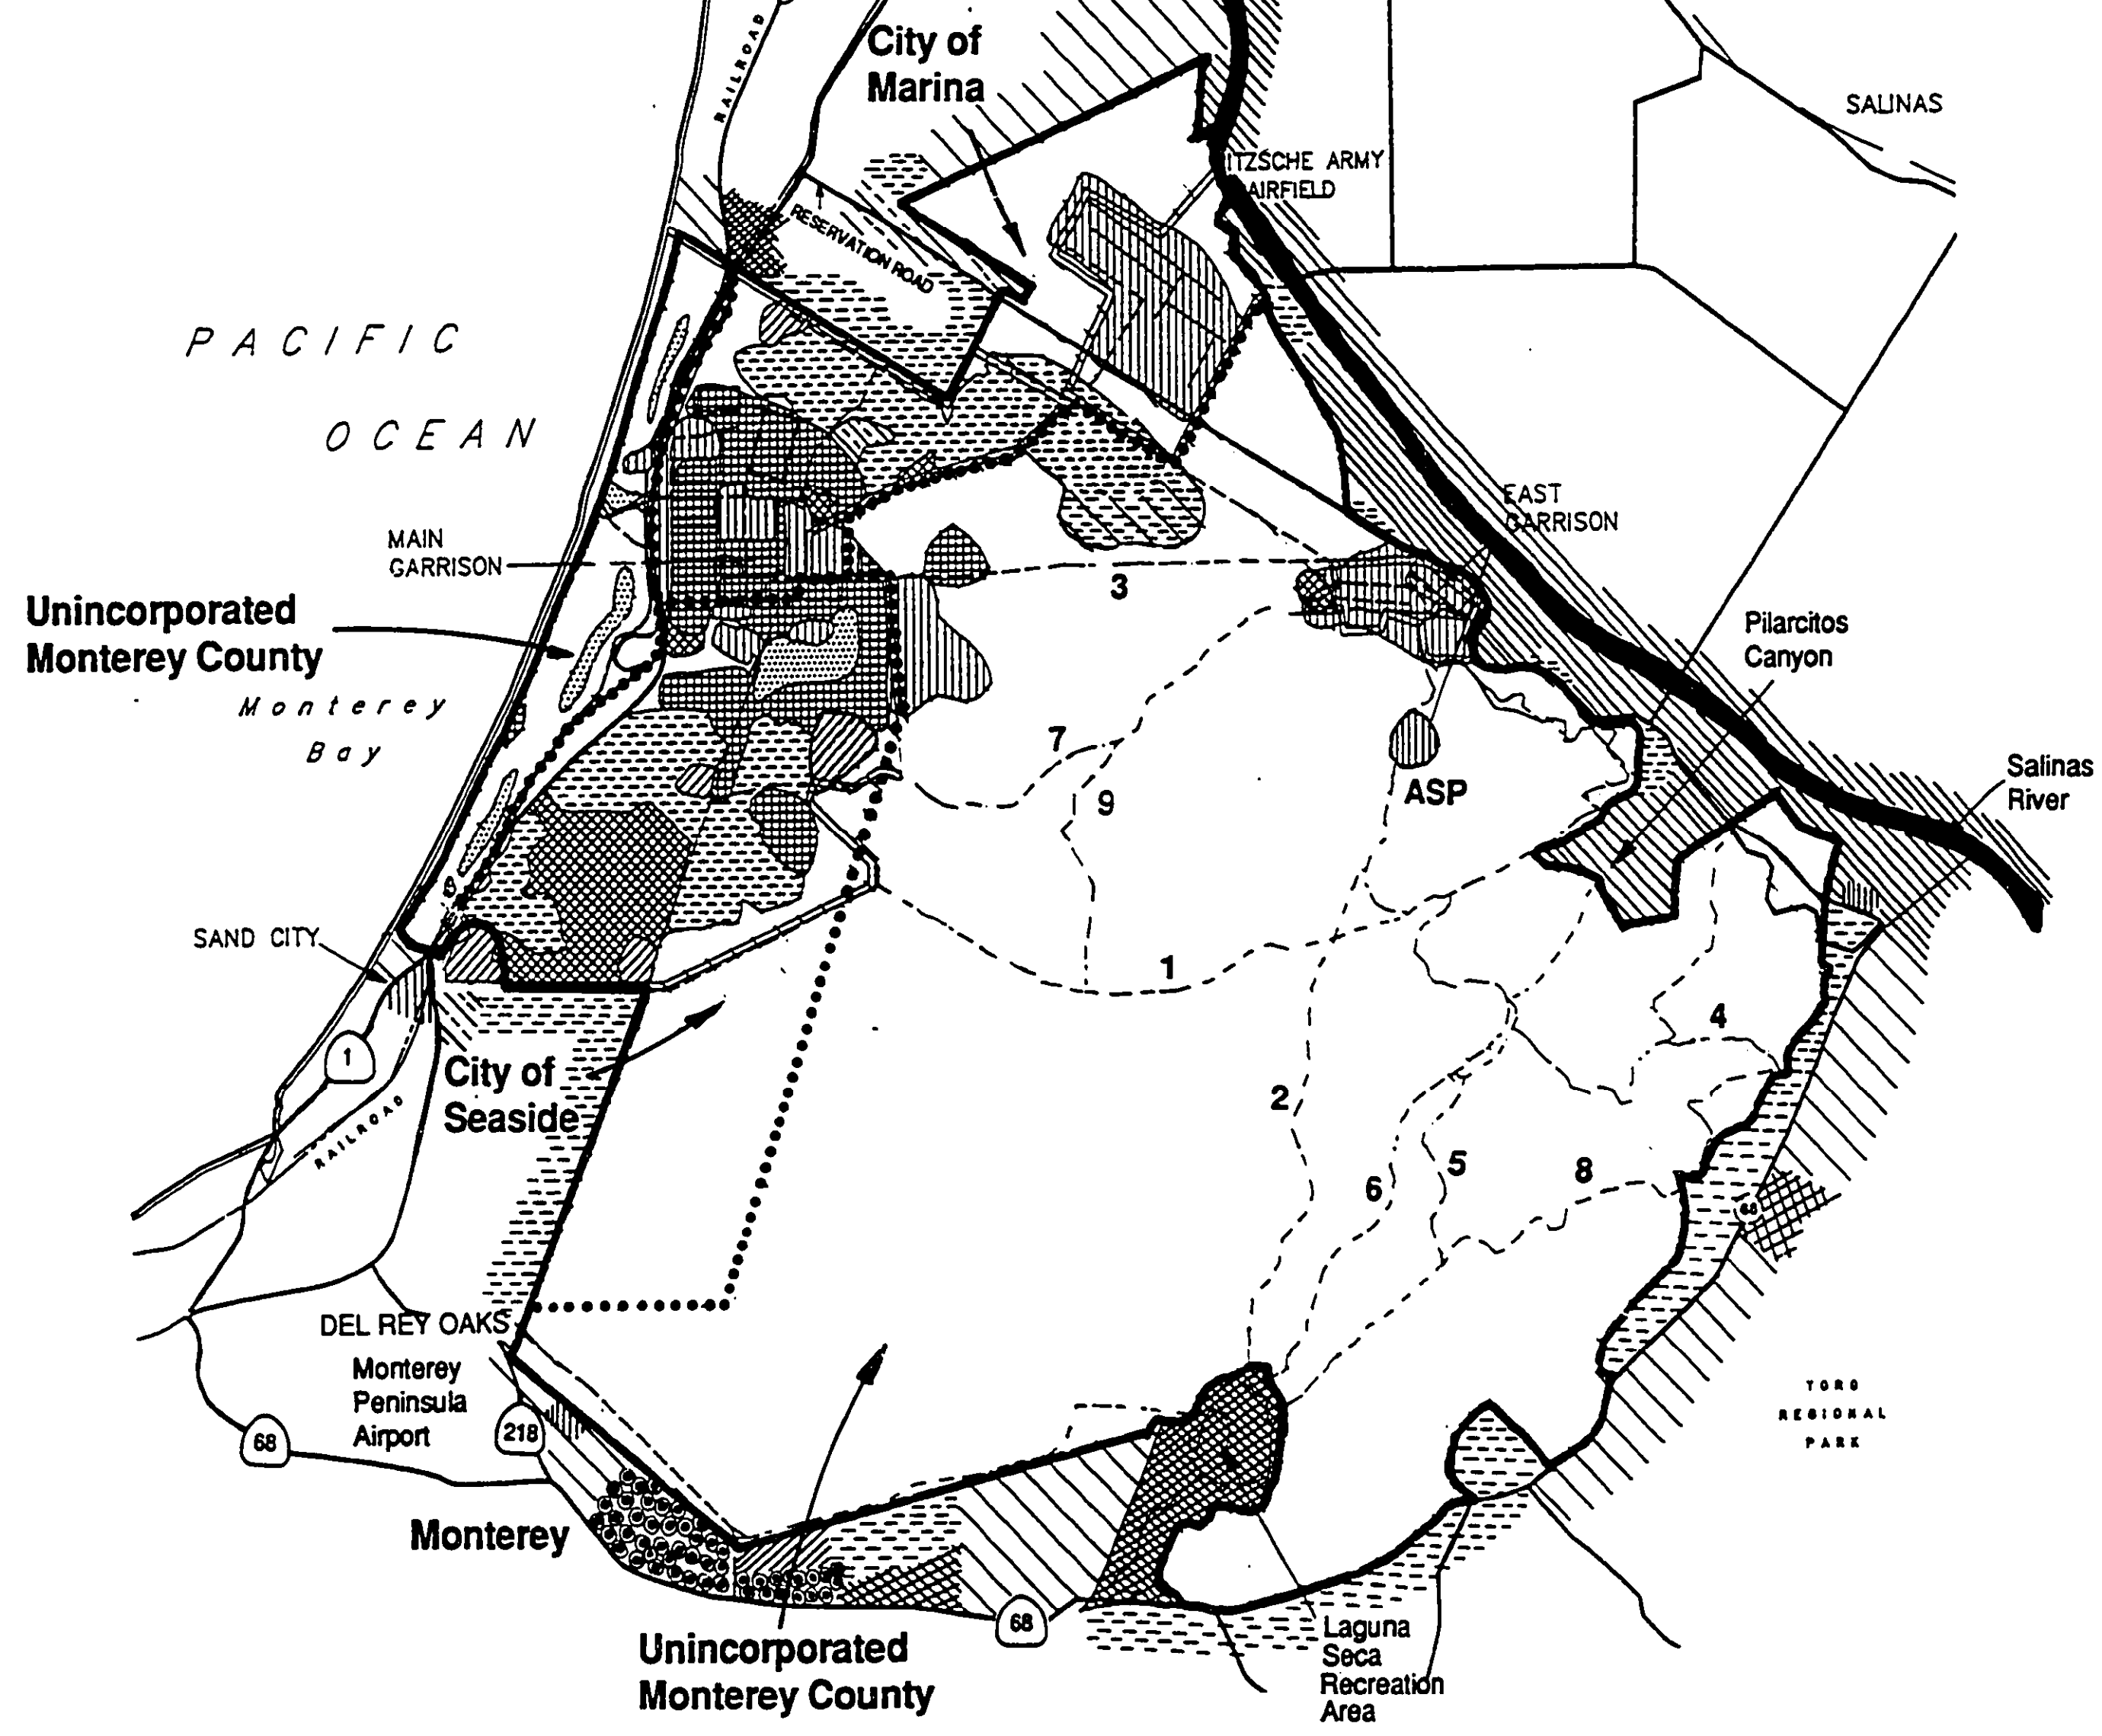 RAILROAD
City of
Marina
SALINAS
ITZSCHE ARMY
AIRFIELD
RESERVATION ROAD
PACIFIC
OCEAN
EAST
GARRISON
MAIN
GARRISON
3
Unincorporated
Monterey County
Pilarcitos
Canyon
Monterey
Bay
7
9
ASP
Salinas
River
SAND CITY
1
4
1
City of
Seaside
2
RAILROAD
5
8
6
68
DEL REY OAKS
Monterey
Peninsula
Airport
TORO
REGIONAL
PARK
218
68
Monterey
68
Unincorporated
Monterey County
Laguna
Seca
Recreation
Area